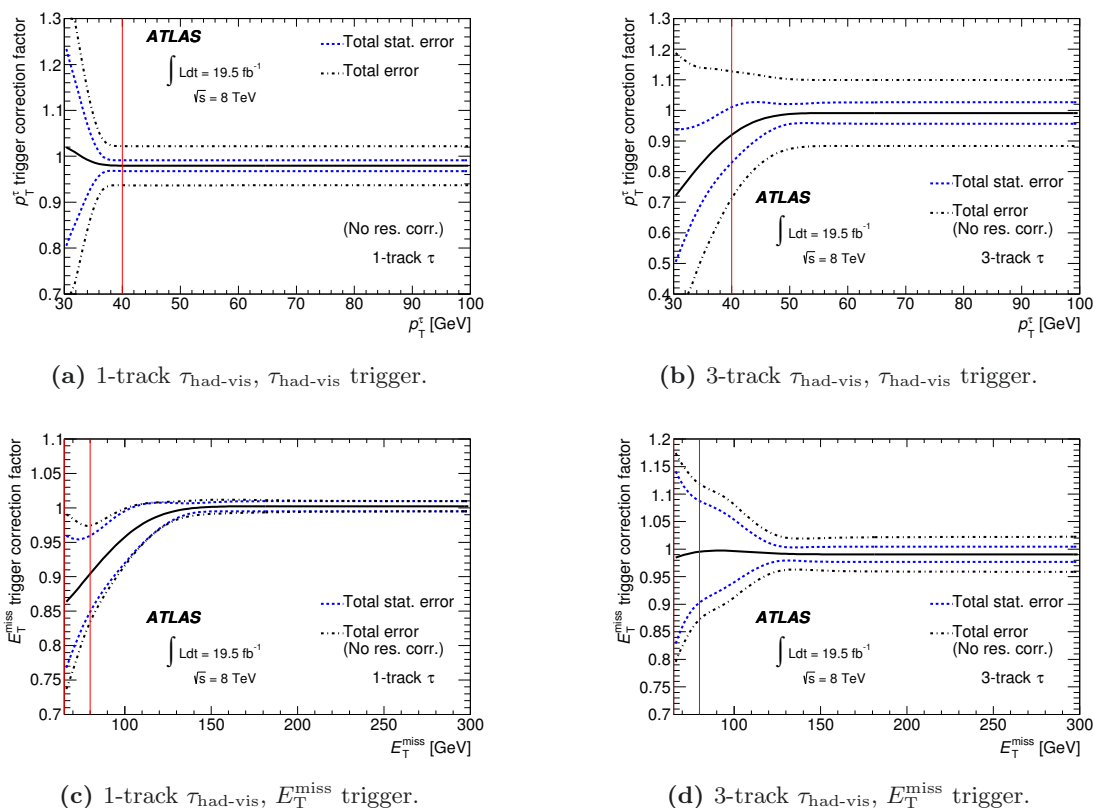 p_T^τ trigger correction factor
1.3
1.2
1.1
1
0.9
0.8
0.7
ATLAS
∫ Ldt = 19.5 fb⁻¹
√s = 8 TeV
Total stat. error
Total error
(No res. corr.)
1-track τ
30 40 50 60 70 80 90 100
p_T^τ [GeV]
(a) 1-track τ_had-vis, τ_had-vis trigger.
p_T^τ trigger correction factor
1.3
1.2
1.1
1
0.9
0.8
0.7
0.6
0.5
0.4
ATLAS
∫ Ldt = 19.5 fb⁻¹
√s = 8 TeV
Total stat. error
Total error
(No res. corr.)
3-track τ
30 40 50 60 70 80 90 100
p_T^τ [GeV]
(b) 3-track τ_had-vis, τ_had-vis trigger.
E_T^miss trigger correction factor
1.1
1.05
1
0.95
0.9
0.85
0.8
0.75
0.7
ATLAS
∫ Ldt = 19.5 fb⁻¹
√s = 8 TeV
Total stat. error
Total error
(No res. corr.)
1-track τ
100 150 200 250 300
E_T^miss [GeV]
(c) 1-track τ_had-vis, E_T^miss trigger.
E_T^miss trigger correction factor
1.2
1.15
1.1
1.05
1
0.95
0.9
0.85
0.8
0.75
0.7
ATLAS
∫ Ldt = 19.5 fb⁻¹
√s = 8 TeV
Total stat. error
Total error
(No res. corr.)
3-track τ
100 150 200 250 300
E_T^miss [GeV]
(d) 3-track τ_had-vis, E_T^miss trigger.